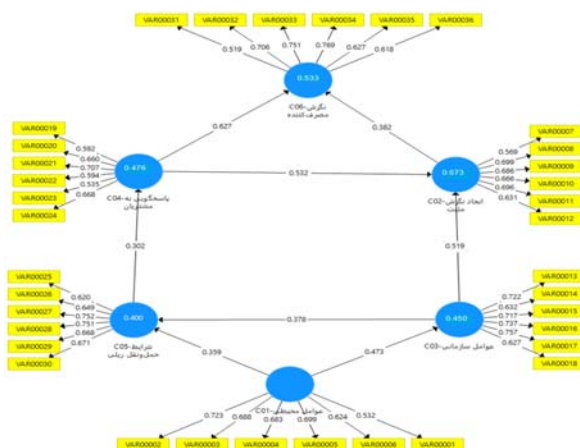 VAR00031 VAR00032 VAR00033 VAR00034 VAR00035 VAR00036
0.519 0.706 0.751 0.769 0.627 0.618
0.533
نگرش-C06
مصرف‌کننده
0.627 0.382
VAR00019
VAR00020
VAR00021
VAR00022
VAR00023
VAR00024
0.592
0.660
0.707
0.594
0.535
0.668
0.476
پاسخگویی به-C04
مشتریان
0.532
0.673
ایجاد نگرش-C02
مثبت
VAR00007
VAR00008
VAR00009
VAR00010
VAR00011
VAR00012
0.569
0.699
0.686
0.666
0.696
0.631
0.302 0.519
VAR00025
VAR00026
VAR00027
VAR00028
VAR00029
VAR00030
0.620
0.649
0.752
0.751
0.668
0.671
0.400
شرایط-C05
حمل‌ونقل ریلی
0.378
0.450
عوامل سازمانی-C03
VAR00013
VAR00014
VAR00015
VAR00016
VAR00017
VAR00018
0.722
0.632
0.717
0.737
0.757
0.627
0.359 0.473
عوامل محیطی-C01
0.723 0.688 0.683 0.699 0.624 0.532
VAR00002 VAR00003 VAR00004 VAR00005 VAR00006 VAR00001